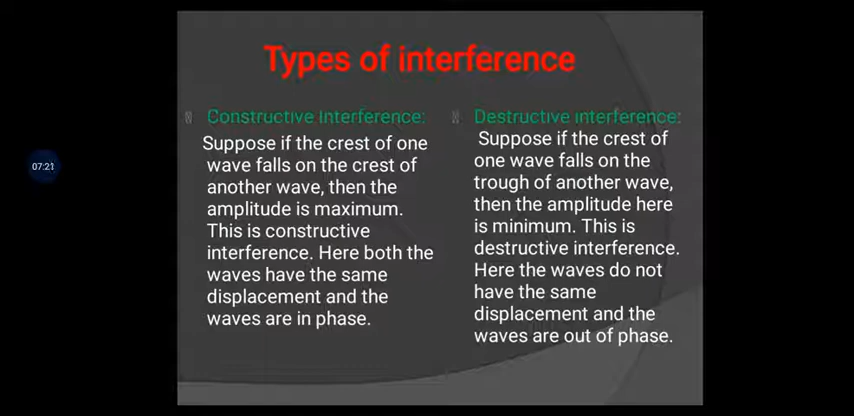 Types of interference
07:21
Constructive Interference:
Suppose if the crest of one
wave falls on the crest of
another wave, then the
amplitude is maximum.
This is constructive
interference. Here both the
waves have the same
displacement and the
waves are in phase.
Destructive interference:
Suppose if the crest of
one wave falls on the
trough of another wave,
then the amplitude here
is minimum. This is
destructive interference.
Here the waves do not
have the same
displacement and the
waves are out of phase.